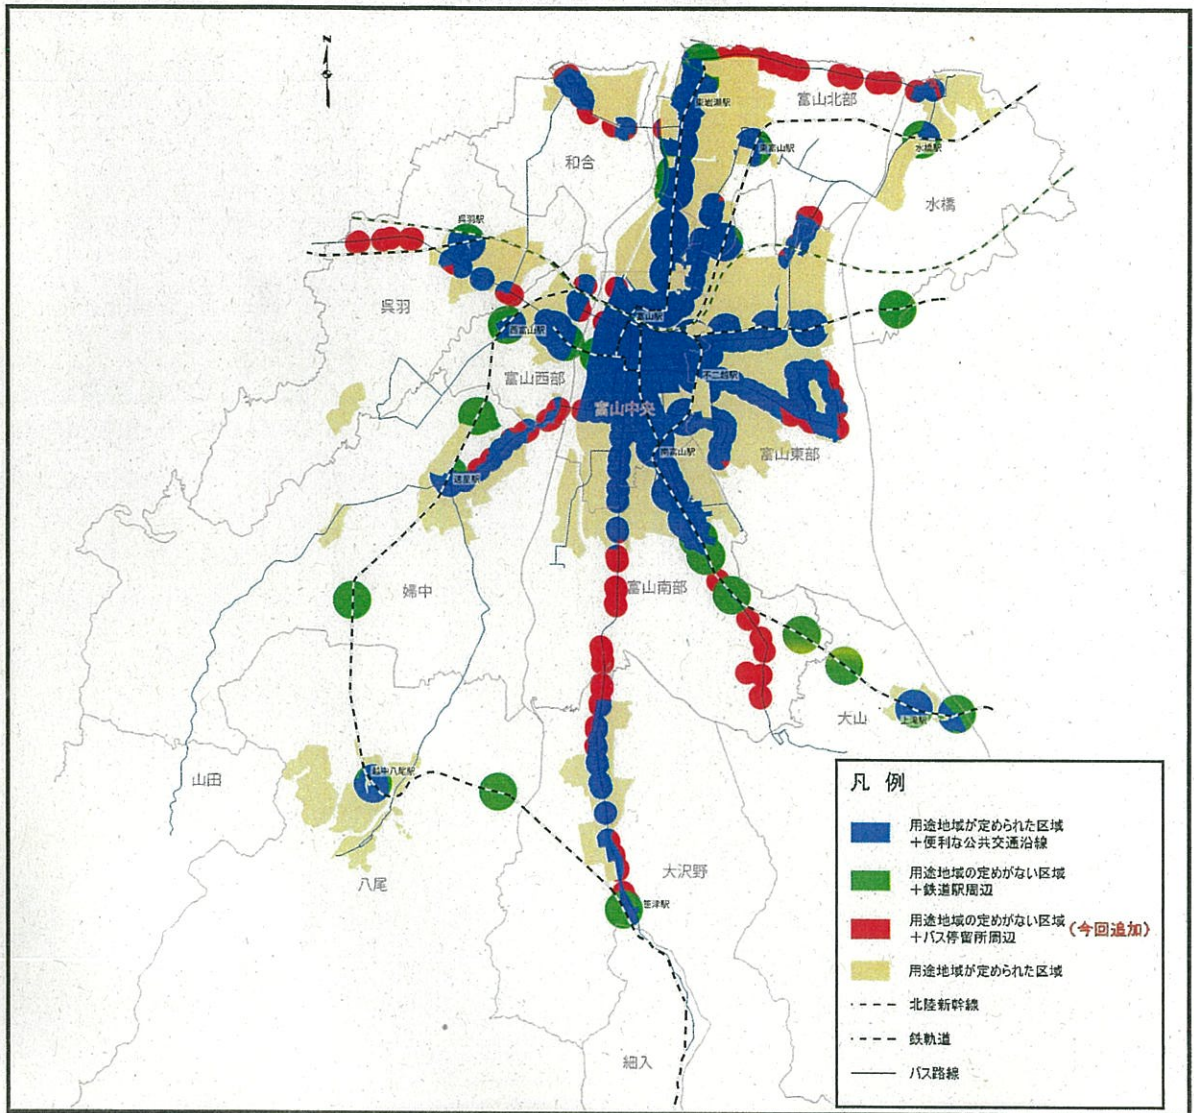 N
東岩瀬駅
富山北部
東富山駅
水橋駅
和合
水橋
呉羽駅
呉羽
富山駅
西富山駅
富山西部
不二越駅
富山中央
富山東部
南富山駅
速星駅
婦中
富山南部
大山
上滝駅
山田
越中八尾駅
八尾
大沢野
笹津駅
細入
凡 例
用途地域が定められた区域
+便利な公共交通沿線
用途地域の定めがない区域
+鉄道駅周辺
用途地域の定めがない区域 (今回追加)
+バス停留所周辺
用途地域が定められた区域
北陸新幹線
鉄軌道
バス路線